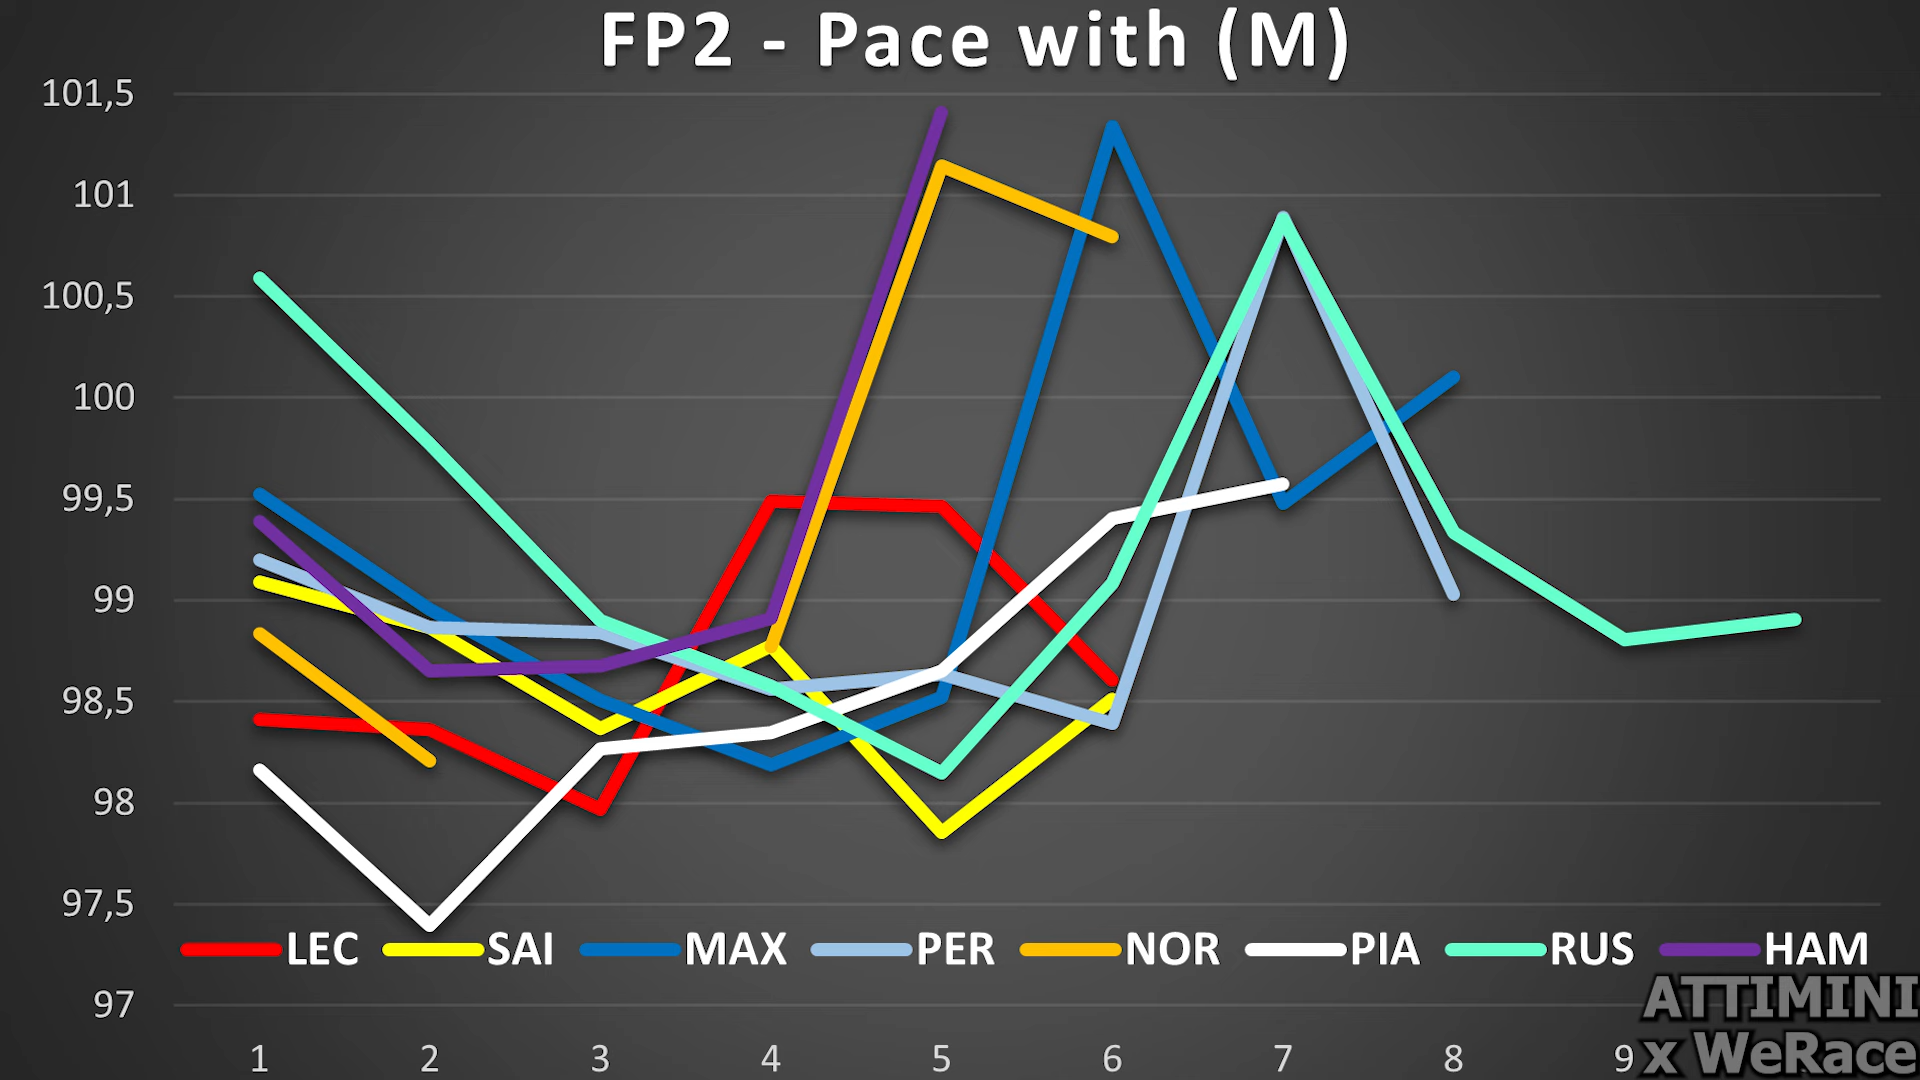 FP2 - Pace with (M)
101,5
101
100,5
100
99,5
99
98,5
98
97,5
97
LEC SAI MAX PER NOR PIA RUS HAM
1 2 3 4 5 6 7 8 9
ATTIMINI
x WeRace